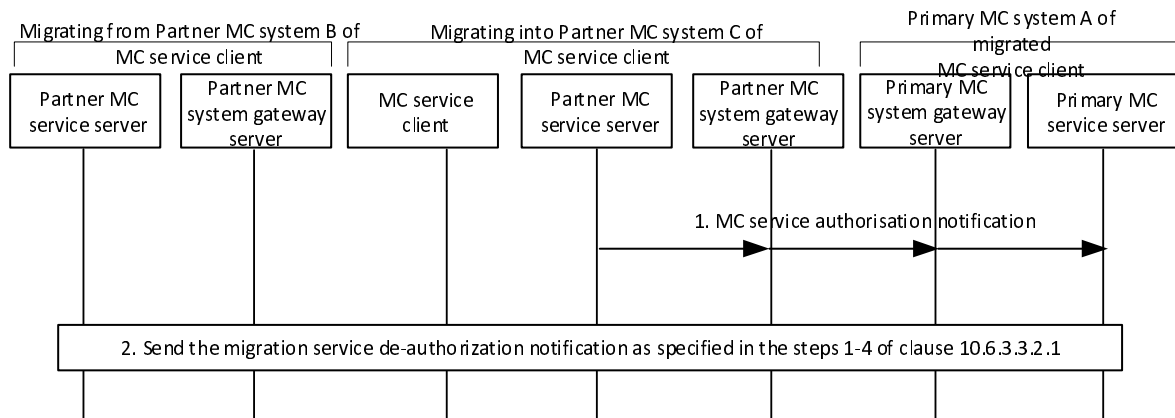 Migrating from Partner MC system B of
MC service client
Migrating into Partner MC system C of
MC service client
Primary MC system A of
migrated
MC service client
Partner MC
service server
Partner MC
system gateway
server
MC service
client
Partner MC
service server
Partner MC
system gateway
server
Primary MC
system gateway
server
Primary MC
service server
1. MC service authorisation notification
2. Send the migration service de-authorization notification as specified in the steps 1-4 of clause 10.6.3.3.2.1